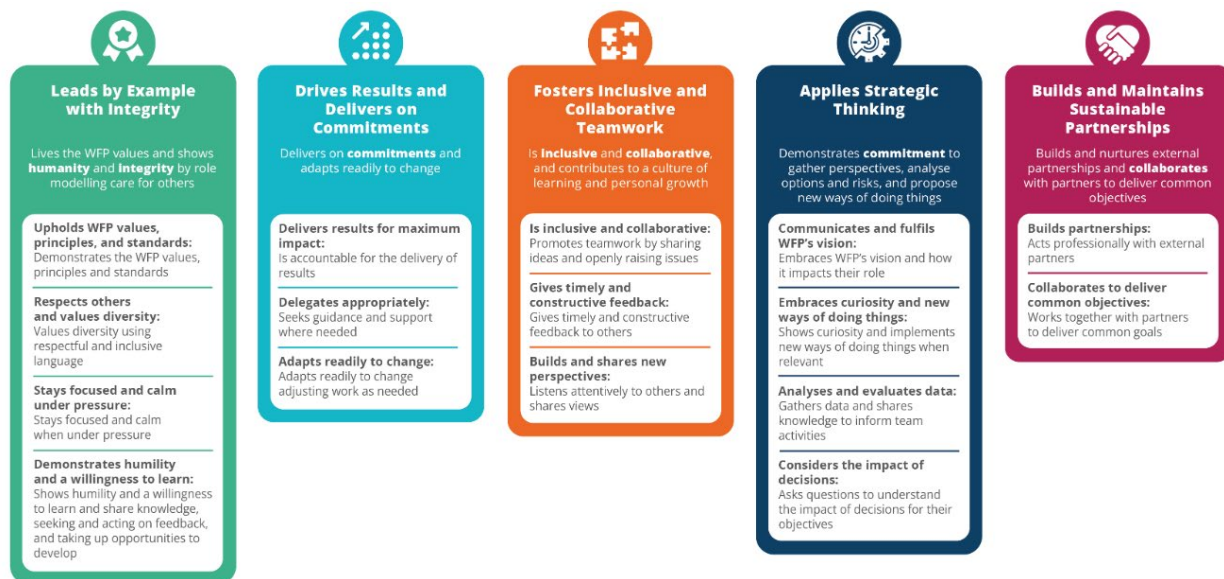 Leads by Example
with Integrity
Lives the WFP values and shows
humanity and integrity by role
modelling care for others
Upholds WFP values,
principles, and standards:
Demonstrates the WFP values,
principles and standards
Respects others
and values diversity:
Values diversity using
respectful and inclusive
language
Stays focused and calm
under pressure:
Stays focused and calm
when under pressure
Demonstrates humility
and a willingness to learn:
Shows humility and a willingness
to learn and share knowledge,
seeking and acting on feedback,
and taking up opportunities to
develop
Drives Results and
Delivers on
Commitments
Delivers on commitments and
adapts readily to change
Delivers results for maximum
impact:
Is accountable for the delivery of
results
Delegates appropriately:
Seeks guidance and support
where needed
Adapts readily to change:
Adapts readily to change
adjusting work as needed
Fosters Inclusive and
Collaborative
Teamwork
Is inclusive and collaborative,
and contributes to a culture of
learning and personal growth
Is inclusive and collaborative:
Promotes teamwork by sharing
ideas and openly raising issues
Gives timely and
constructive feedback:
Gives timely and constructive
feedback to others
Builds and shares new
perspectives:
Listens attentively to others and
shares views
Applies Strategic
Thinking
Demonstrates commitment to
gather perspectives, analyse
options and risks, and propose
new ways of doing things
Communicates and fulfils
WFP's vision:
Embraces WFP's vision and how
it impacts their role
Embraces curiosity and new
ways of doing things:
Shows curiosity and implements
new ways of doing things when
relevant
Analyses and evaluates data:
Gathers data and shares
knowledge to inform team
activities
Considers the impact of
decisions:
Asks questions to understand
the impact of decisions for their
objectives
Builds and Maintains
Sustainable
Partnerships
Builds and nurtures external
partnerships and collaborates
with partners to deliver common
objectives
Builds partnerships:
Acts professionally with external
partners
Collaborates to deliver
common objectives:
Works together with partners
to deliver common goals